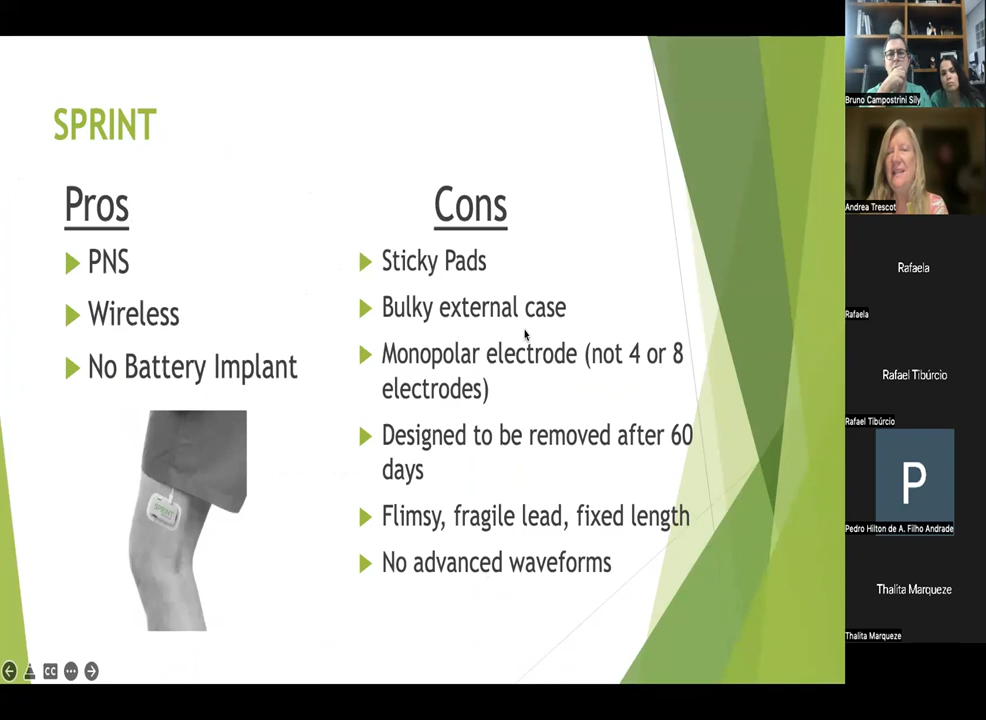 SPRINT
Pros
PNS
Wireless
No Battery Implant
SPRINT
Cons
Sticky Pads
Bulky external case
Monopolar electrode (not 4 or 8
electrodes)
Designed to be removed after 60
days
Flimsy, fragile lead, fixed length
No advanced waveforms
CC
Bruno Campostrini Sily
Andrea Trescot
Rafaela
Rafaela
Rafael Tibúrcio
Rafael Tibúrcio
P
Pedro Hilton de A. Filho Andrade
Thalita Marqueze
Thalita Marqueze